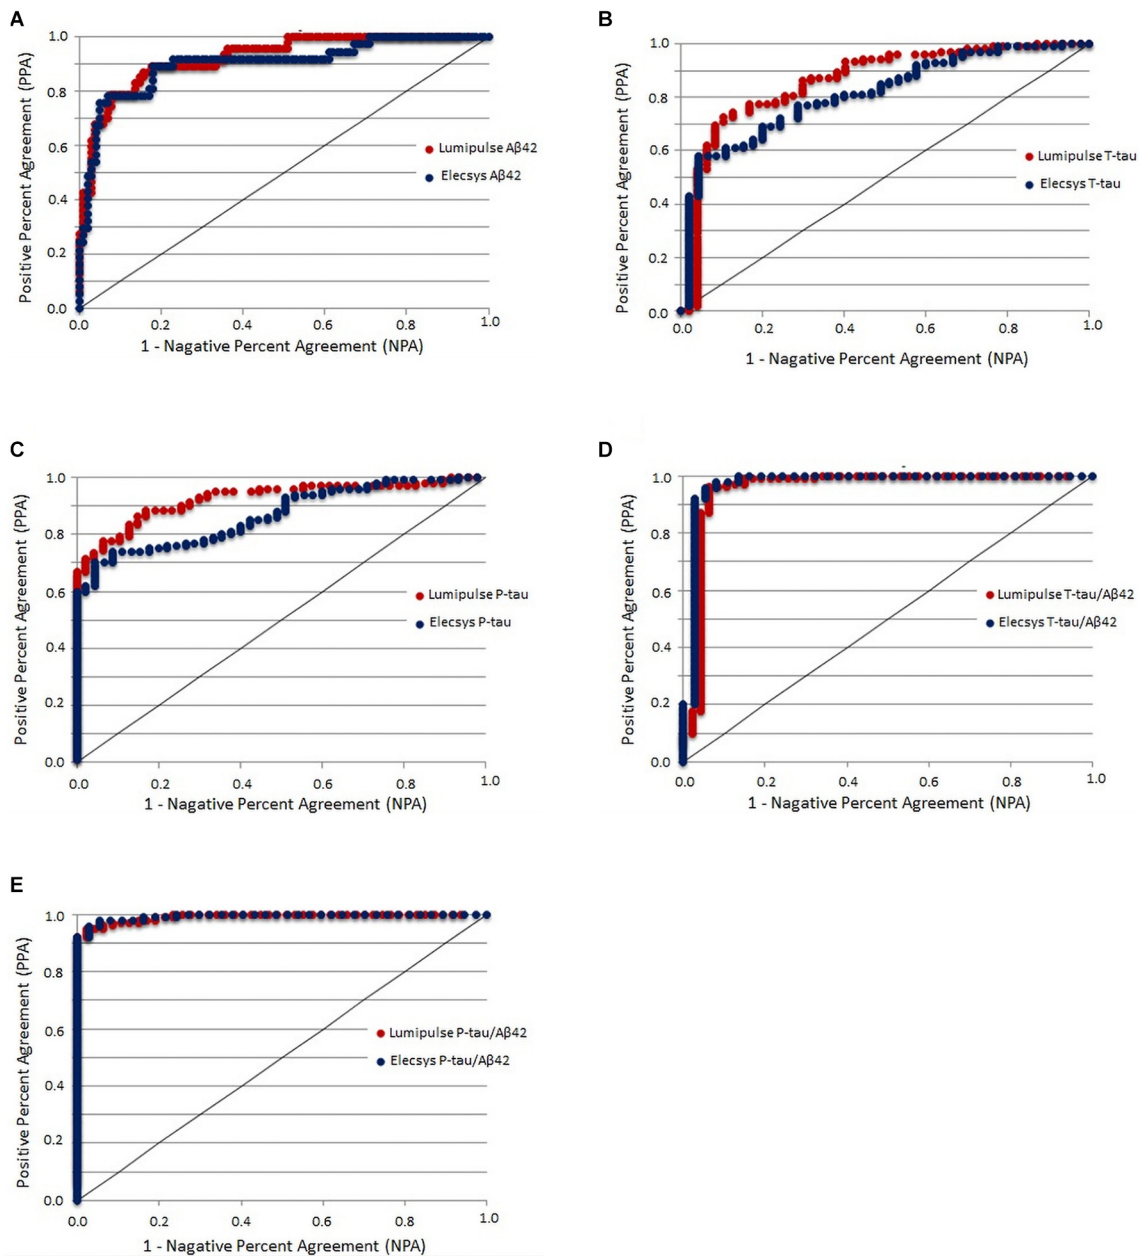 A
Positive Percent Agreement (PPA)
1.0
0.8
0.6
0.4
0.2
0.0
0.0 0.2 0.4 0.6 0.8 1.0
1 - Nagative Percent Agreement (NPA)
Lumipulse Aβ42
Elecsys Aβ42
B
Positive Percent Agreement (PPA)
1.0
0.8
0.6
0.4
0.2
0.0
0.0 0.2 0.4 0.6 0.8 1.0
1 - Nagative Percent Agreement (NPA)
Lumipulse T-tau
Elecsys T-tau
C
Positive Percent Agreement (PPA)
1.0
0.8
0.6
0.4
0.2
0.0
0.0 0.2 0.4 0.6 0.8 1.0
1 - Nagative Percent Agreement (NPA)
Lumipulse P-tau
Elecsys P-tau
D
Positive Percent Agreement (PPA)
1.0
0.8
0.6
0.4
0.2
0.0
0.0 0.2 0.4 0.6 0.8 1.0
1 - Nagative Percent Agreement (NPA)
Lumipulse T-tau/Aβ42
Elecsys T-tau/Aβ42
E
Positive Percent Agreement (PPA)
1.0
0.8
0.6
0.4
0.2
0.0
0.0 0.2 0.4 0.6 0.8 1.0
1 - Nagative Percent Agreement (NPA)
Lumipulse P-tau/Aβ42
Elecsys P-tau/Aβ42